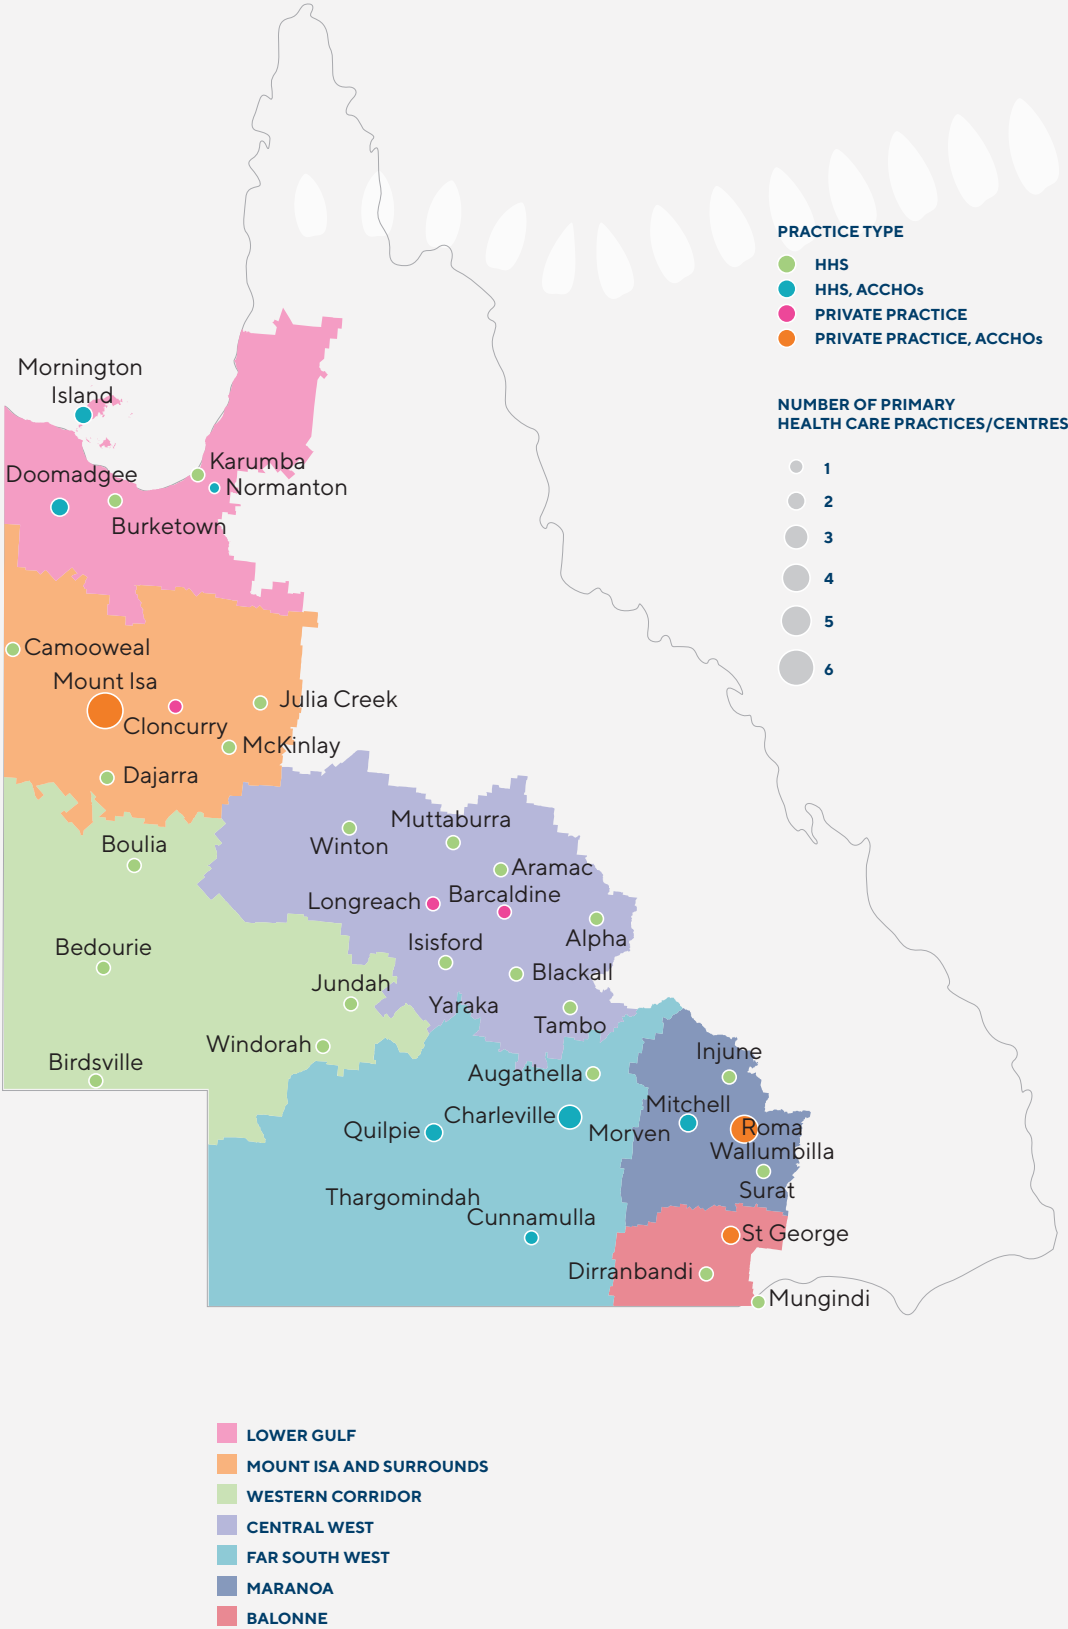 PRACTICE TYPE
HHS
HHS, ACCHOs
PRIVATE PRACTICE
PRIVATE PRACTICE, ACCHOs
NUMBER OF PRIMARY
HEALTH CARE PRACTICES/CENTRES
1
2
3
4
5
6
Mornington
Island
Karumba
Doomadgee
Normanton
Burketown
Camooweal
Mount Isa
Julia Creek
Cloncurry
McKinlay
Dajarra
Muttaburra
Boulia
Winton
Aramac
Barcaldine
Longreach
Alpha
Isisford
Bedourie
Blackall
Jundah
Yaraka
Tambo
Windorah
Injune
Birdsville
Augathella
Mitchell
Charleville
Roma
Quilpie
Morven
Wallumbilla
Surat
Thargomindah
Cunnamulla
St George
Dirranbandi
Mungindi
LOWER GULF
MOUNT ISA AND SURROUNDS
WESTERN CORRIDOR
CENTRAL WEST
FAR SOUTH WEST
MARANOA
BALONNE